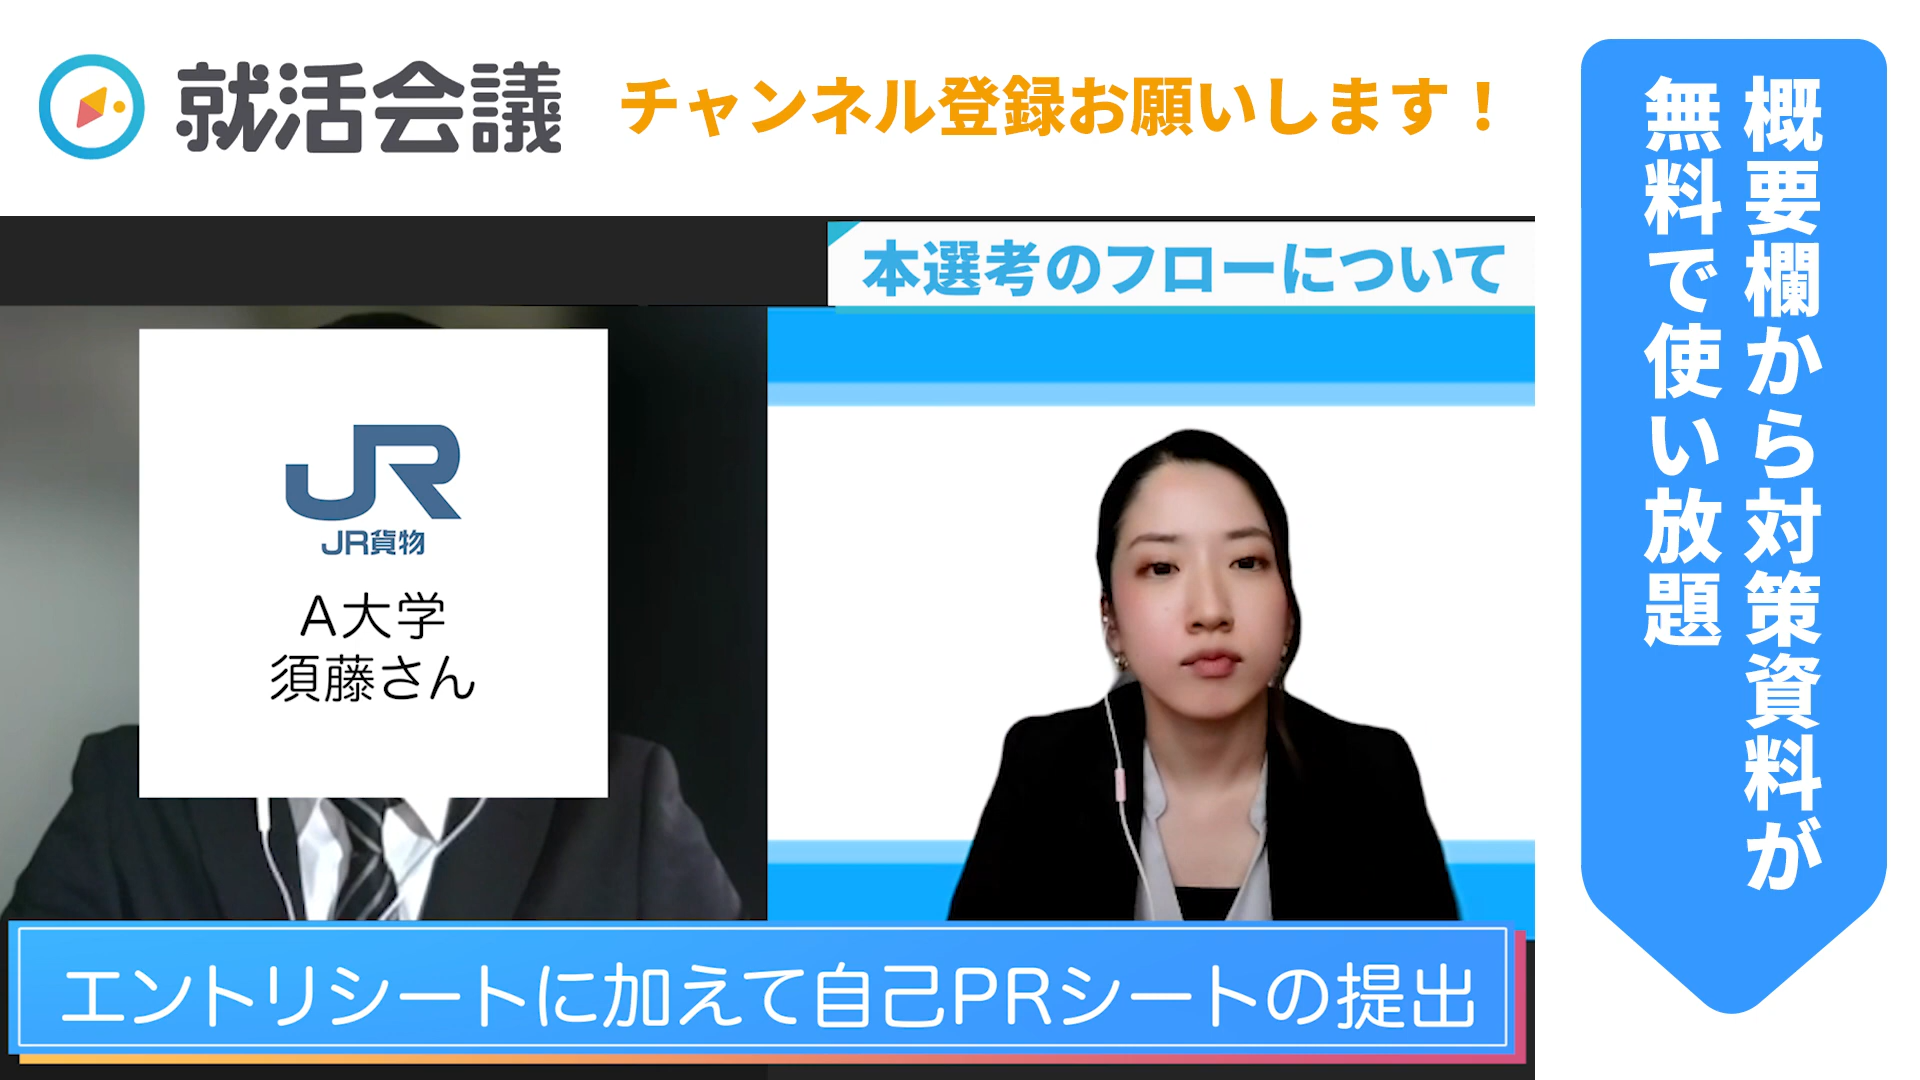 就活会議
チャンネル登録お願いします！
概要欄から対策資料が
無料で使い放題
本選考のフローについて
JR
JR貨物
A大学
須藤さん
エントリシートに加えて自己PRシートの提出